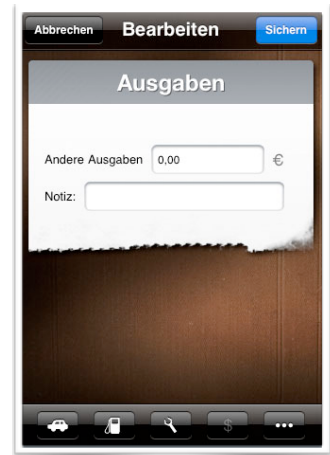 Abbrechen Bearbeiten Sichern
Ausgaben
Andere Ausgaben 0,00 €
Notiz:
$